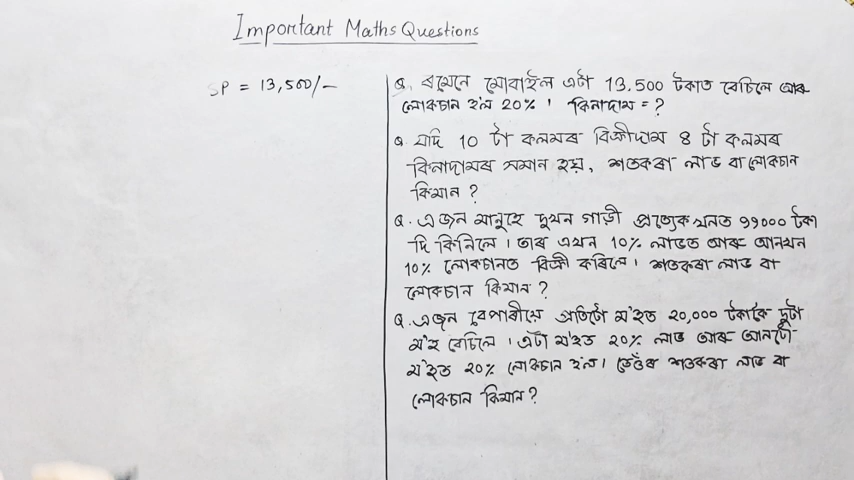 Important Maths Questions
SP = 13,500/-
Q. ৰমেনে মোবাইল এটা 13,500 টকাত বেচিলে আৰু
লোকচান হ'ল 20% । কিনাদাম = ?
Q. যদি 10 টা কলমৰ বিক্ৰীদাম 8 টা কলমৰ
কিনাদামৰ সমান হয়, শতকৰা লাভ বা লোকচান
কিমান ?
Q. এজন মানুহে দুখন গাড়ী প্ৰত্যেক খনত 99000 টকা
দি কিনিলে । তাৰ এখন 10% লাভত আৰু আনখন
10% লোকচানত বিক্ৰী কৰিলে । শতকৰা লাভ বা
লোকচান কিমান ?
Q. এজন বেপাৰীয়ে প্ৰতিটো ম'হত 20,000 টকাকৈ দুটা
ম'হ বেচিলে । এটা ম'হত 20% লাভ আৰু আনটো
ম'হত 20% লোকচান হ'ল । তেওঁৰ শতকৰা লাভ বা
লোকচান কিমান ?